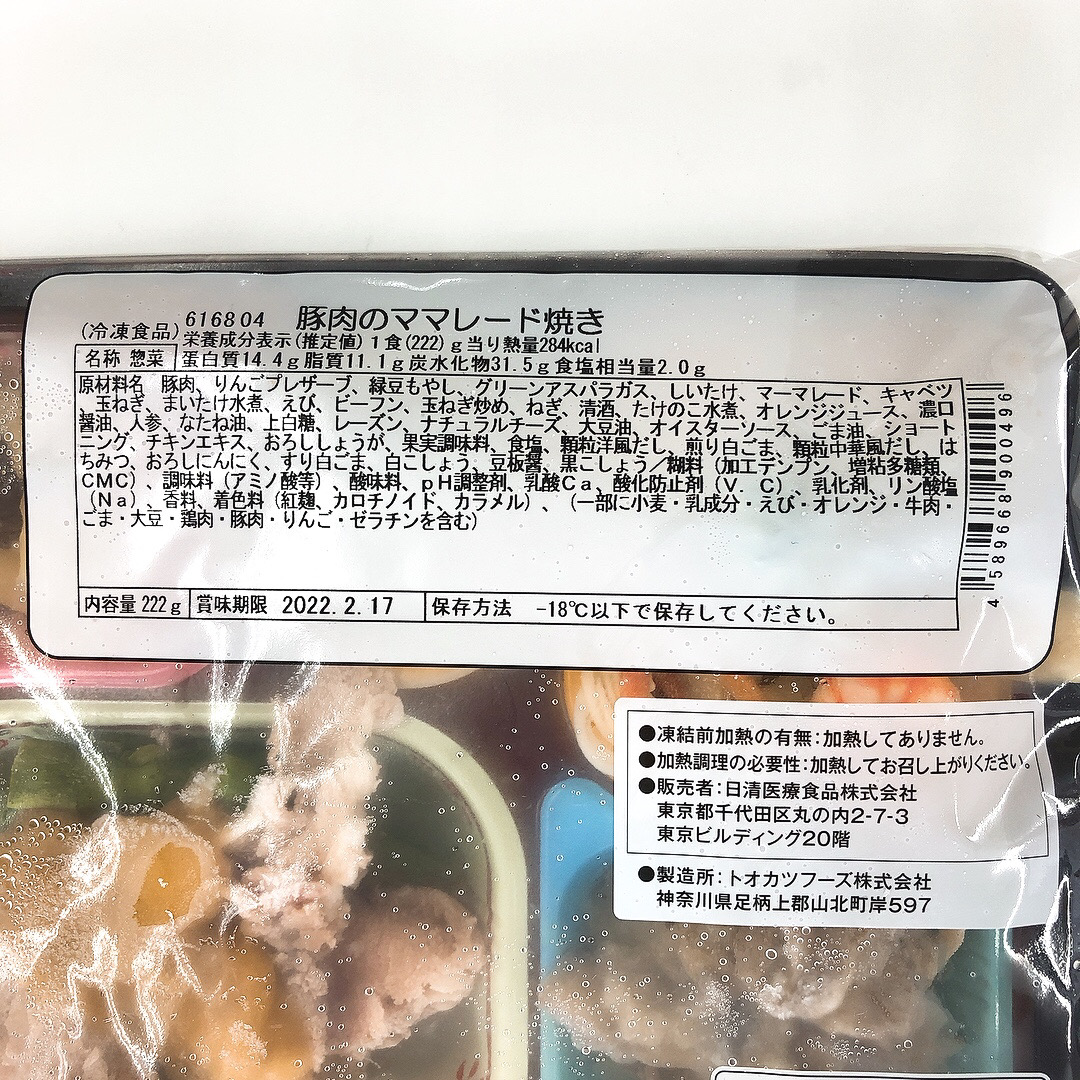 (冷凍食品) 616804 豚肉のママレード焼き
栄養成分表示(推定値)1食(222)g当り熱量284kcal
名称 惣菜 蛋白質14.4g脂質11.1g炭水化物31.5g食塩相当量2.0g
原材料名 豚肉、りんごプレザーブ、緑豆もやし、グリーンアスパラガス、しいたけ、マーマレード、キャベツ
、玉ねぎ、まいたけ水煮、えび、ビーフン、玉ねぎ炒め、ねぎ、清酒、たけのこ水煮、オレンジジュース、濃口
醤油、人参、なたね油、上白糖、レーズン、ナチュラルチーズ、大豆油、オイスターソース、ごま油、ショート
ニング、チキンエキス、おろししょうが、果実調味料、食塩、顆粒洋風だし、煎り白ごま、顆粒中華風だし、は
ちみつ、おろしにんにく、すり白ごま、白こしょう、豆板醤、黒こしょう/糊料(加工デンプン、増粘多糖類、
CMC)、調味料(アミノ酸等)、酸味料、pH調整剤、乳酸Ca、酸化防止剤(V.C)、乳化剤、リン酸塩
(Na)、香料、着色料(紅麹、カロチノイド、カラメル)、(一部に小麦・乳成分・えび・オレンジ・牛肉・
ごま・大豆・鶏肉・豚肉・りんご・ゼラチンを含む)
内容量 222g 賞味期限 2022.2.17 保存方法 -18℃以下で保存してください。
4589668900496
●凍結前加熱の有無:加熱してありません。
●加熱調理の必要性:加熱してお召し上がりください。
●販売者:日清医療食品株式会社
東京都千代田区丸の内2-7-3
東京ビルディング20階
●製造所:トオカツフーズ株式会社
神奈川県足柄上郡山北町岸597